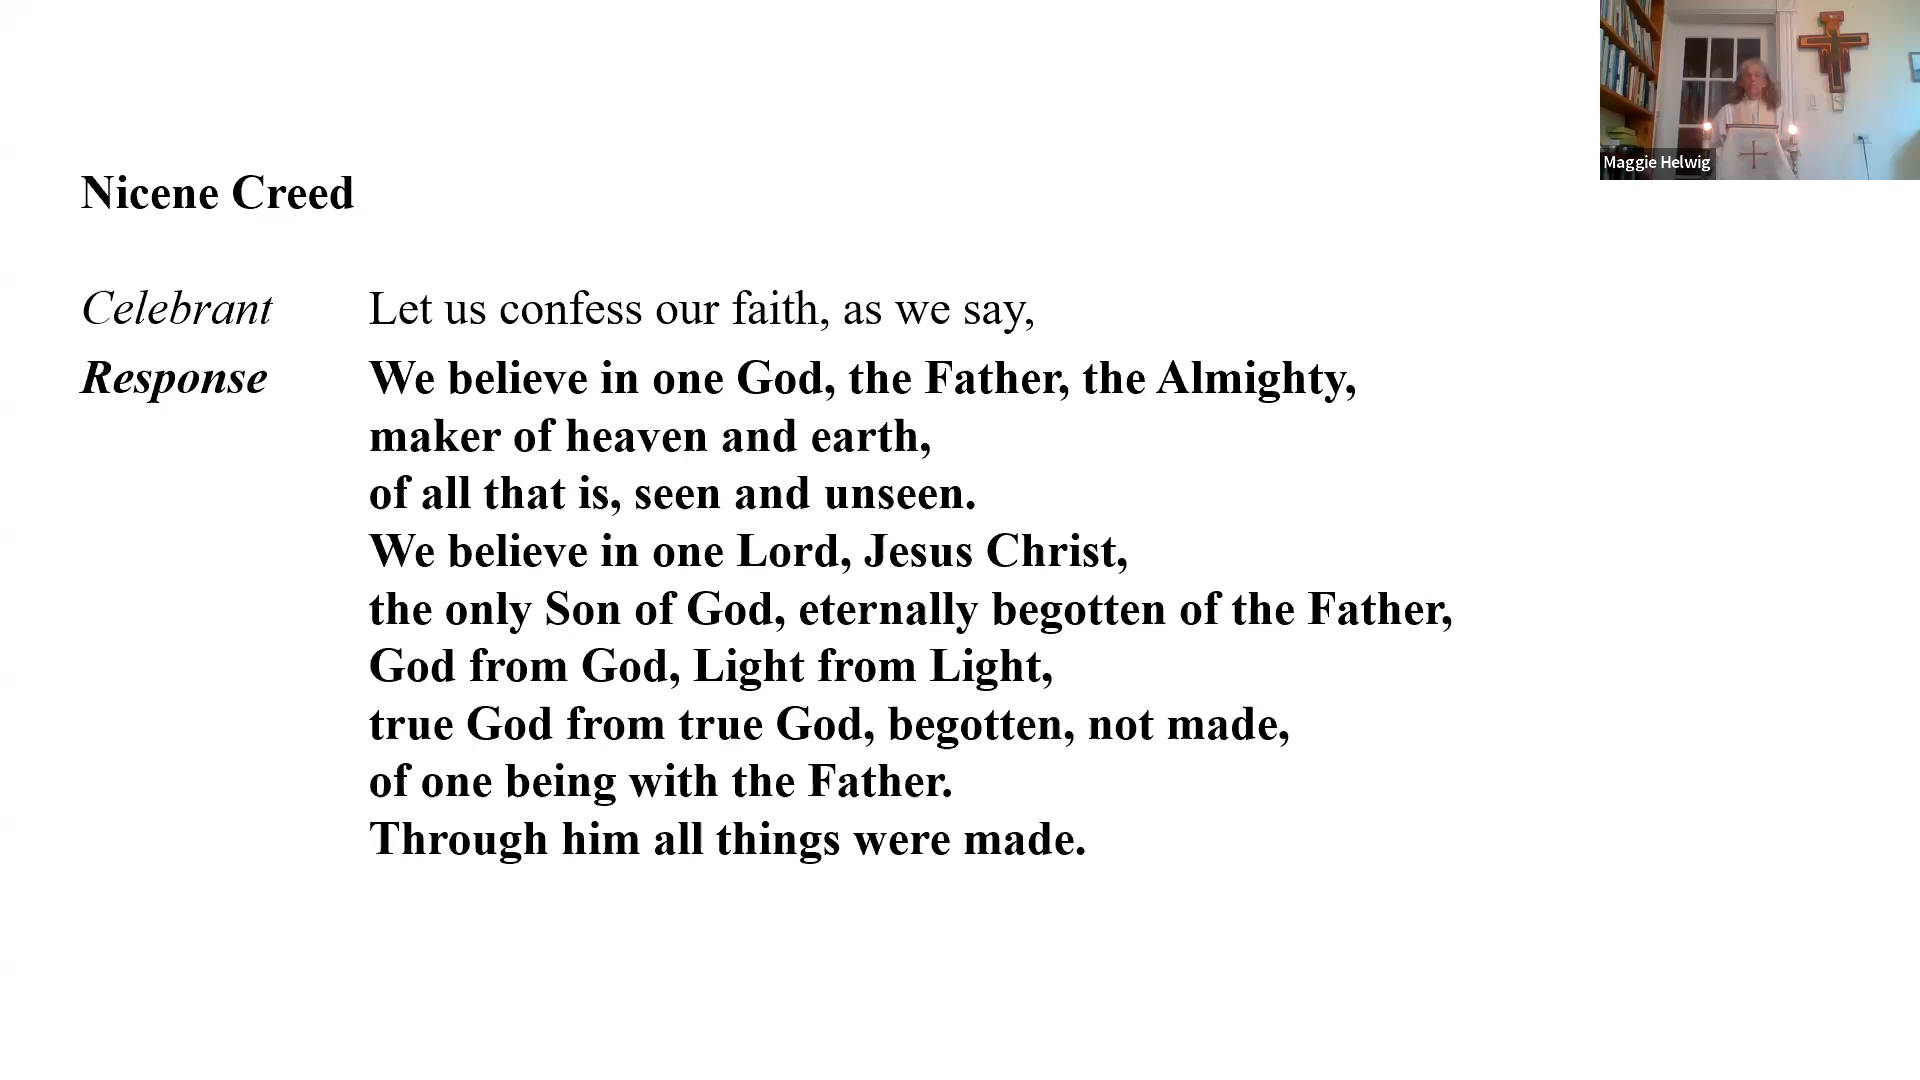 Maggie Helwig
Nicene Creed
Celebrant Let us confess our faith, as we say,
Response We believe in one God, the Father, the Almighty,
maker of heaven and earth,
of all that is, seen and unseen.
We believe in one Lord, Jesus Christ,
the only Son of God, eternally begotten of the Father,
God from God, Light from Light,
true God from true God, begotten, not made,
of one being with the Father.
Through him all things were made.